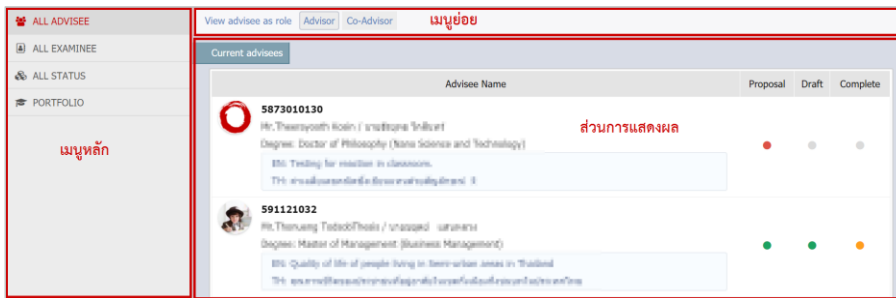 ALL ADVISEE
ALL EXAMINEE
ALL STATUS
PORTFOLIO
เมนูหลัก
View advisee as role Advisor Co-Advisor
เมนูย่อย
Current advisees
Advisee Name Proposal Draft Complete
5873010130
Degree: Doctor of Philosophy (Nano Science and Technology)
EN: Testing for reaction in classroom.
TH:
ส่วนการแสดงผล
591121032
Degree: Master of Management (Business Management)
EN: Quality of life of people living in Semi-urban areas in Thailand
TH: